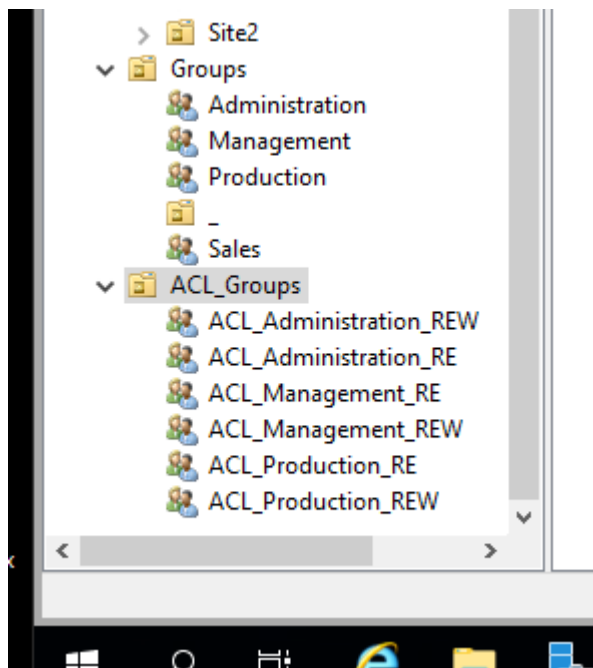 Site2
Groups
Administration
Management
Production
_
Sales
ACL_Groups
ACL_Administration_REW
ACL_Administration_RE
ACL_Management_RE
ACL_Management_REW
ACL_Production_RE
ACL_Production_REW